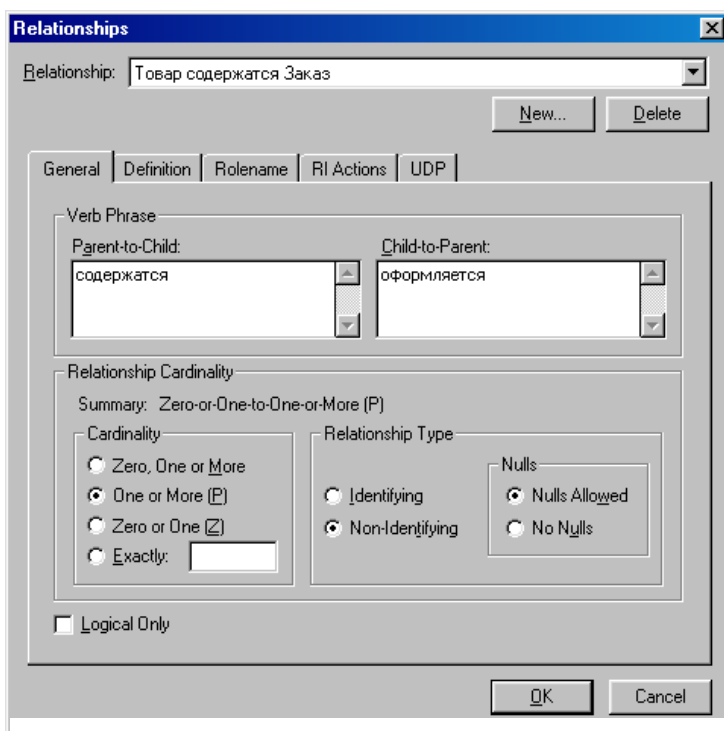 Relationships
Relationship: Товар содержатся Заказ
New... Delete
General Definition Rolename RI Actions UDP
Verb Phrase
Parent-to-Child: Child-to-Parent:
содержатся оформляется
Relationship Cardinality
Summary: Zero-or-One-to-One-or-More (P)
Cardinality Relationship Type
Zero, One or More Nulls
One or More (P) Identifying Nulls Allowed
Zero or One (Z) Non-Identifying No Nulls
Exactly:
Logical Only
OK Cancel